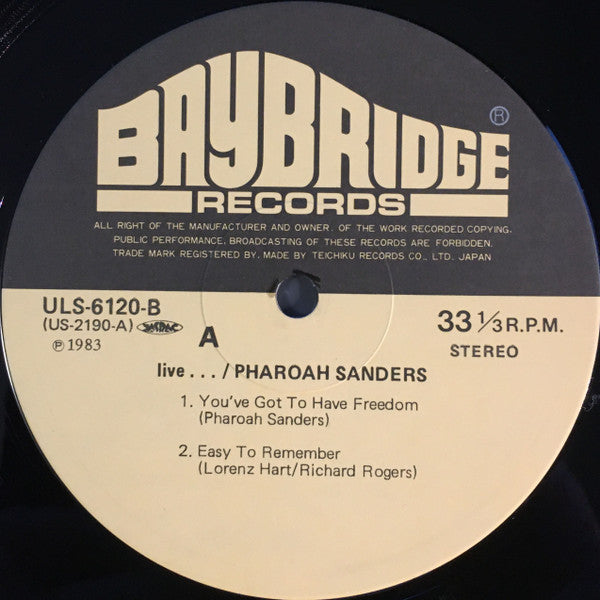 BAYBRIDGE ®
RECORDS
ALL RIGHT OF THE MANUFACTURER AND OWNER. OF THE WORK RECORDED COPYING.
PUBLIC PERFORMANCE, BROADCASTING OF THESE RECORDS ARE FORBIDDEN.
TRADE MARK REGISTERED BY. MADE BY TEICHIKU RECORDS CO., LTD. JAPAN
ULS-6120-B
(US-2190-A)
℗ 1983
A
33 1/3 R.P.M.
STEREO
live... / PHAROAH SANDERS
1. You've Got To Have Freedom
(Pharoah Sanders)
2. Easy To Remember
(Lorenz Hart/Richard Rogers)